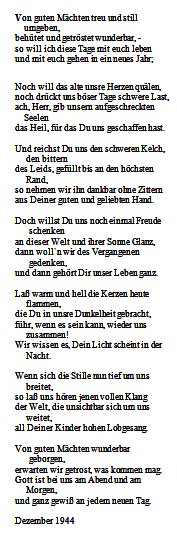 Von guten Mächten treu und still
umgeben,
behütet und getröstet wunderbar, -
so will ich diese Tage mit euch leben
und mit euch gehen in ein neues Jahr;
Noch will das alte unsre Herzen quälen,
noch drückt uns böser Tage schwere Last,
ach, Herr, gib unsern aufgeschreckten
Seelen
das Heil, für das Du uns geschaffen hast.
Und reichst Du uns den schweren Kelch,
den bittern
des Leids, gefüllt bis an den höchsten
Rand,
so nehmen wir ihn dankbar ohne Zittern
aus Deiner guten und geliebten Hand.
Doch willst Du uns noch einmal Freude
schenken
an dieser Welt und ihrer Sonne Glanz,
dann woll´n wir des Vergangenen
gedenken,
und dann gehört Dir unser Leben ganz.
Laß warm und hell die Kerzen heute
flammen,
die Du in unsre Dunkelheit gebracht,
führ, wenn es sein kann, wieder uns
zusammen!
Wir wissen es, Dein Licht scheint in der
Nacht.
Wenn sich die Stille nun tief um uns
breitet,
so laß uns hören jenen vollen Klang
der Welt, die unsichtbar sich um uns
weitet,
all Deiner Kinder hohen Lobgesang.
Von guten Mächten wunderbar
geborgen,
erwarten wir getrost, was kommen mag.
Gott ist bei uns am Abend und am
Morgen,
und ganz gewiß an jedem neuen Tag.
Dezember 1944